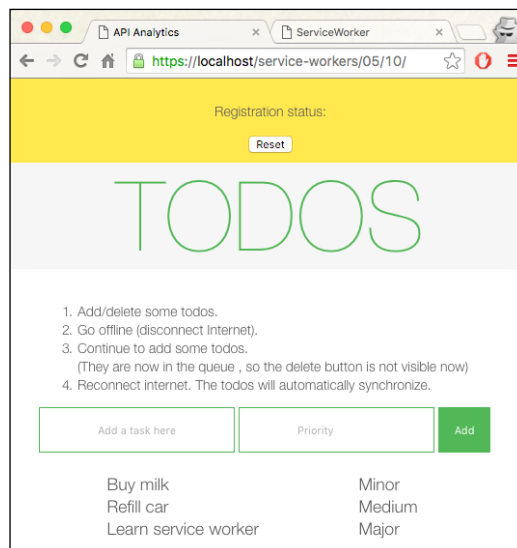 API Analytics
ServiceWorker
https://localhost/service-workers/05/10/
Registration status:
Reset
TODOS
1. Add/delete some todos.
2. Go offline (disconnect Internet).
3. Continue to add some todos.
(They are now in the queue , so the delete button is not visible now)
4. Reconnect internet. The todos will automatically synchronize.
Add a task here Priority Add
Buy milk Minor
Refill car Medium
Learn service worker Major